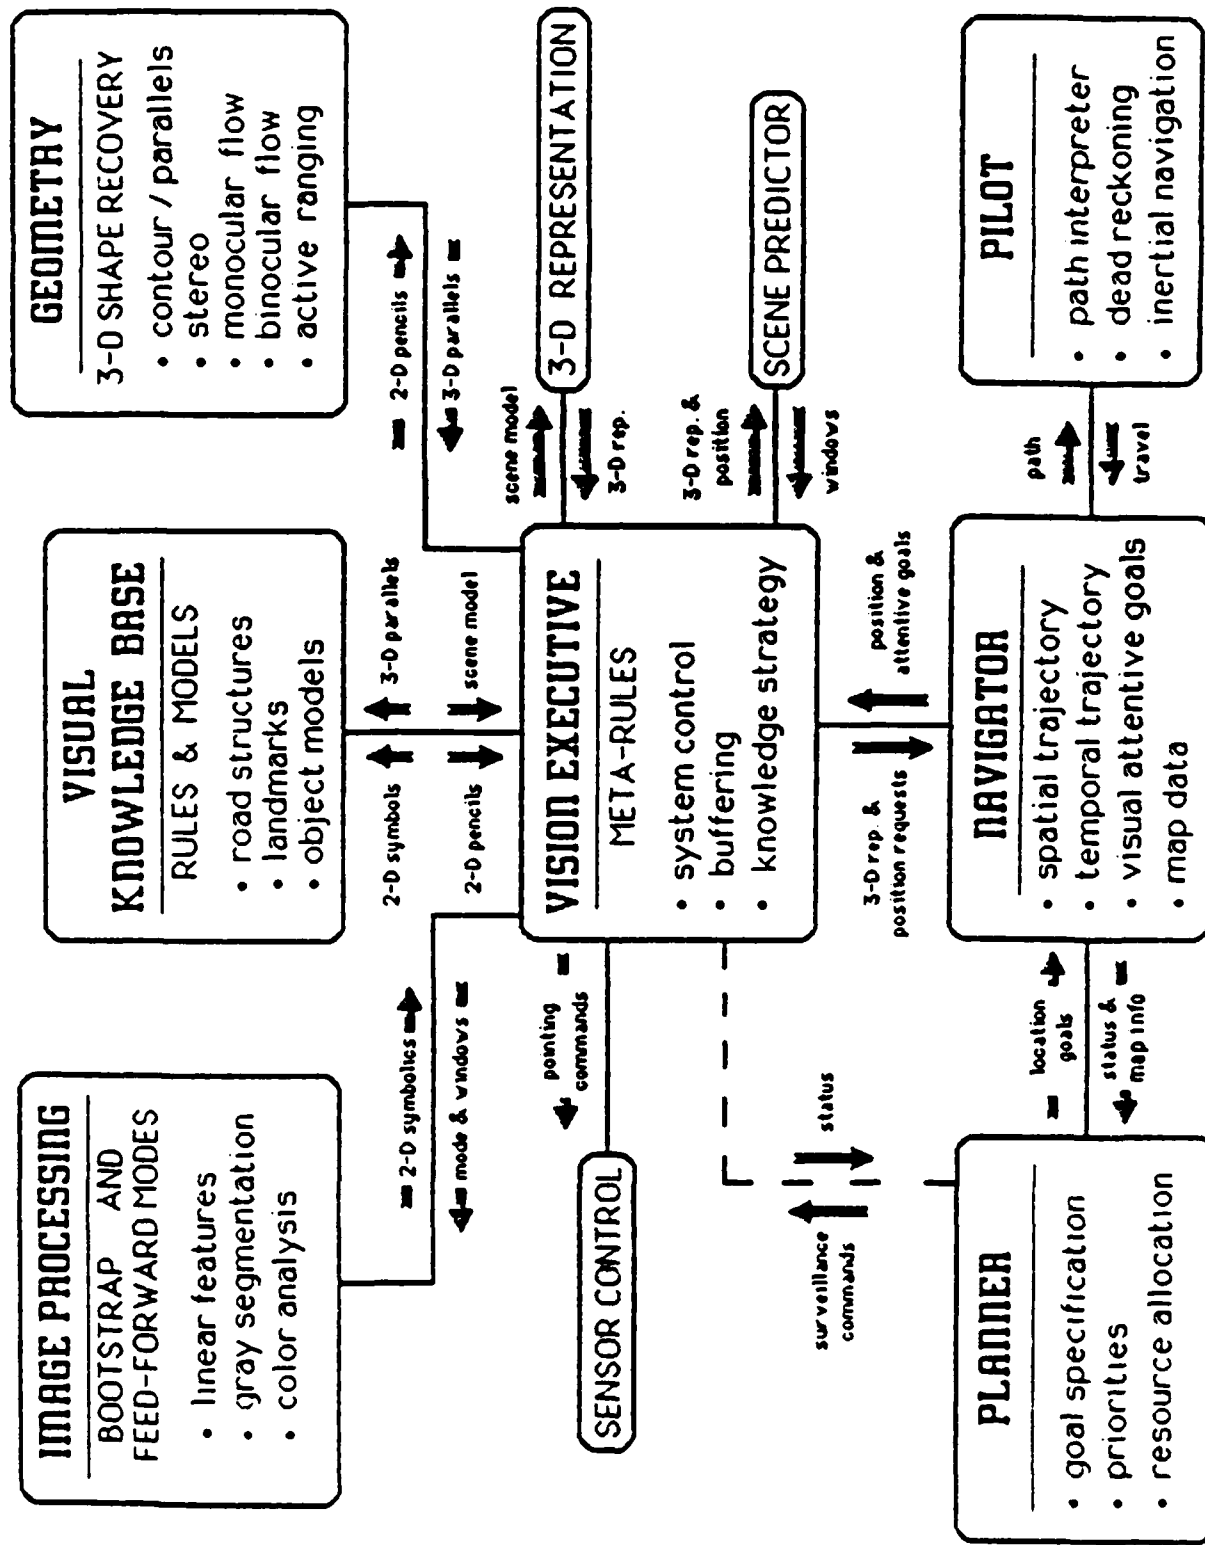 IMAGE PROCESSING
BOOTSTRAP AND
FEED-FORWARD MODES
• linear features
• gray segmentation
• color analysis
VISUAL
KNOWLEDGE BASE
RULES & MODELS
• road structures
• landmarks
• object models
GEOMETRY
3-D SHAPE RECOVERY
• contour / parallels
• stereo
• monocular flow
• binocular flow
• active ranging
2-D symbolics
mode & windows
2-D symbols
2-D pencils
3-D parallels
scene model
2-D pencils
3-D parallels
SENSOR CONTROL
pointing
commands
VISION EXECUTIVE
META-RULES
• system control
• buffering
• knowledge strategy
scene model
3-D rep.
3-D REPRESENTATION
3-D rep. &
position
windows
SCENE PREDICTOR
surveillance
commands
status
3-D rep. &
position requests
position &
attentive goals
PLANNER
• goal specification
• priorities
• resource allocation
location
goals
status &
map info
NAVIGATOR
• spatial trajectory
• temporal trajectory
• visual attentive goals
• map data
path
travel
PILOT
• path interpreter
• dead reckoning
• inertial navigation